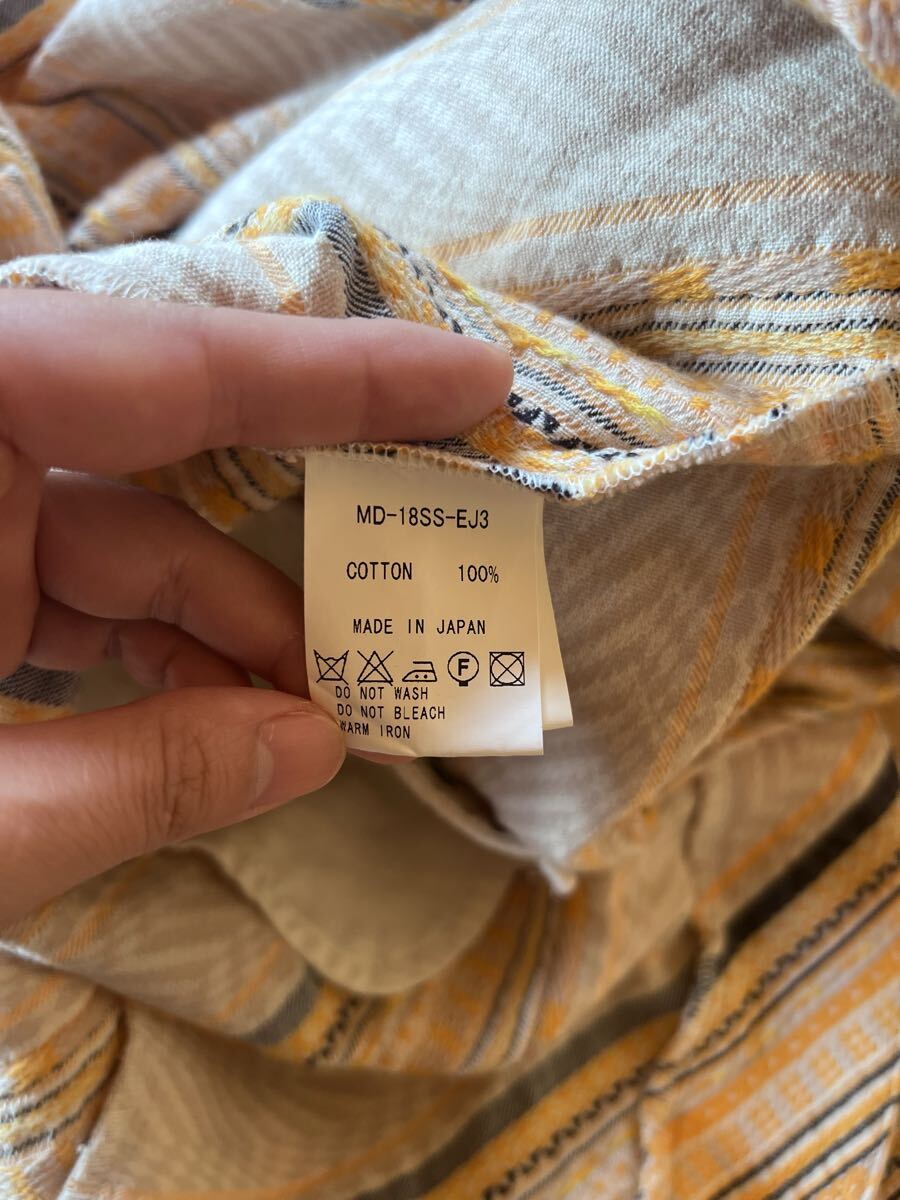 MD-18SS-EJ3
COTTON 100%
MADE IN JAPAN
F
DO NOT WASH
DO NOT BLEACH
WARM IRON